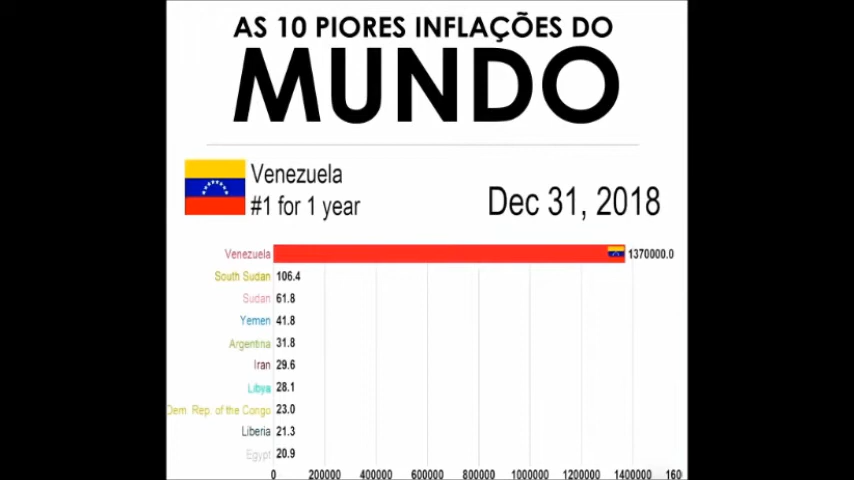 AS 10 PIORES INFLAÇÕES DO
MUNDO
Venezuela
#1 for 1 year
Dec 31, 2018
Venezuela 1370000.0
South Sudan 106.4
Sudan 61.8
Yemen 41.8
Argentina 31.8
Iran 29.6
Libya 28.1
Dem. Rep. of the Congo 23.0
Liberia 21.3
Egypt 20.9
0 200000 400000 600000 800000 1000000 1200000 1400000 160